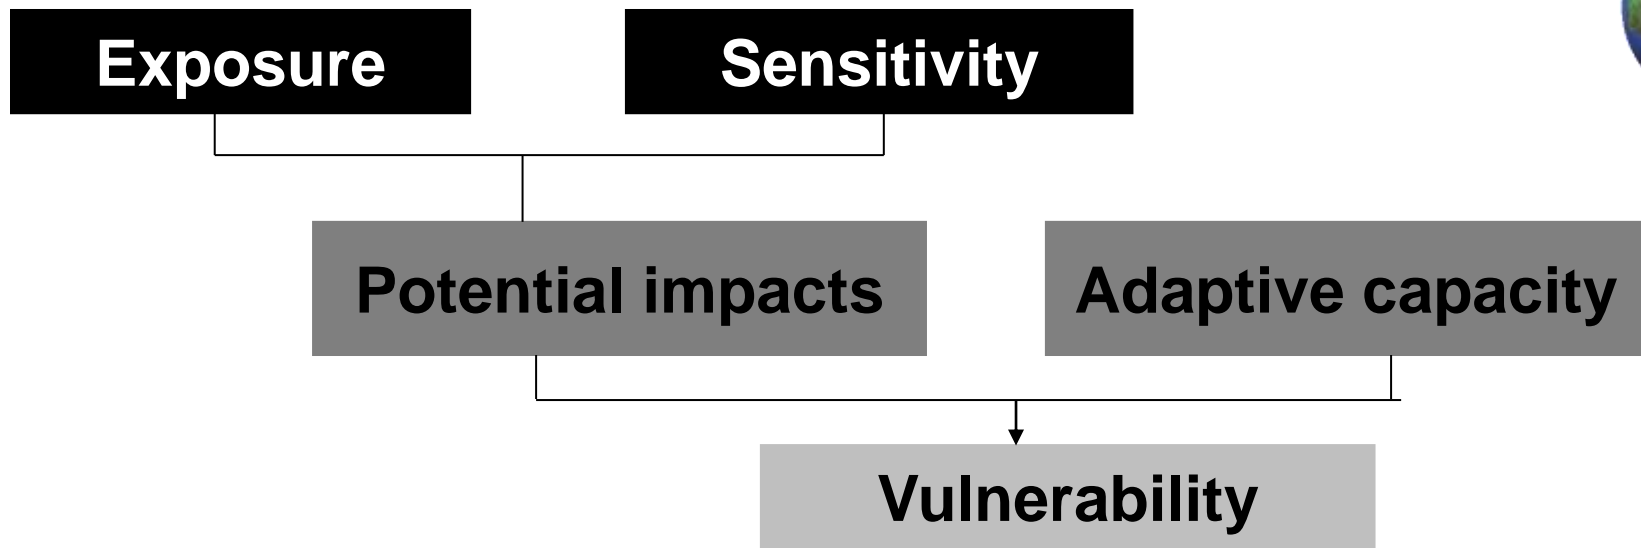 Exposure
Sensitivity
Potential impacts
Adaptive capacity
Vulnerability